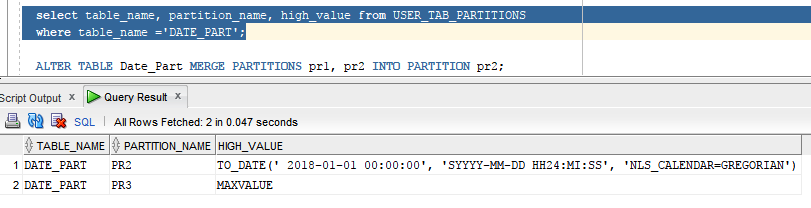 select table_name, partition_name, high_value from USER_TAB_PARTITIONS
where table_name ='DATE_PART';
ALTER TABLE Date_Part MERGE PARTITIONS pr1, pr2 INTO PARTITION pr2;
Script Output x Query Result x
SQL | All Rows Fetched: 2 in 0.047 seconds
TABLE_NAME PARTITION_NAME HIGH_VALUE
1 DATE_PART PR2 TO_DATE(' 2018-01-01 00:00:00', 'SYYYY-MM-DD HH24:MI:SS', 'NLS_CALENDAR=GREGORIAN')
2 DATE_PART PR3 MAXVALUE